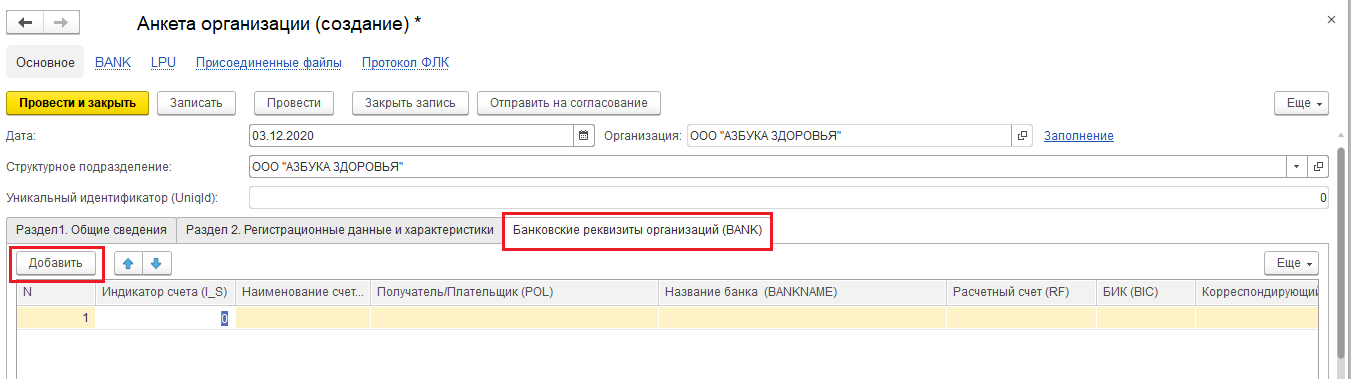 Анкета организации (создание) *
Основное BANK LPU Присоединенные файлы Протокол ФЛК
Провести и закрыть Записать Провести Закрыть запись Отправить на согласование Еще
Дата: 03.12.2020 Организация: ООО "АЗБУКА ЗДОРОВЬЯ" Заполнение
Структурное подразделение: ООО "АЗБУКА ЗДОРОВЬЯ"
Уникальный идентификатор (UniqId): 0
Раздел1. Общие сведения Раздел 2. Регистрационные данные и характеристики Банковские реквизиты организаций (BANK)
Добавить Еще
N Индикатор счета (I_S) Наименование счет... Получатель/Плательщик (POL) Название банка (BANKNAME) Расчетный счет (RF) БИК (BIC) Корреспондирующий
1 0